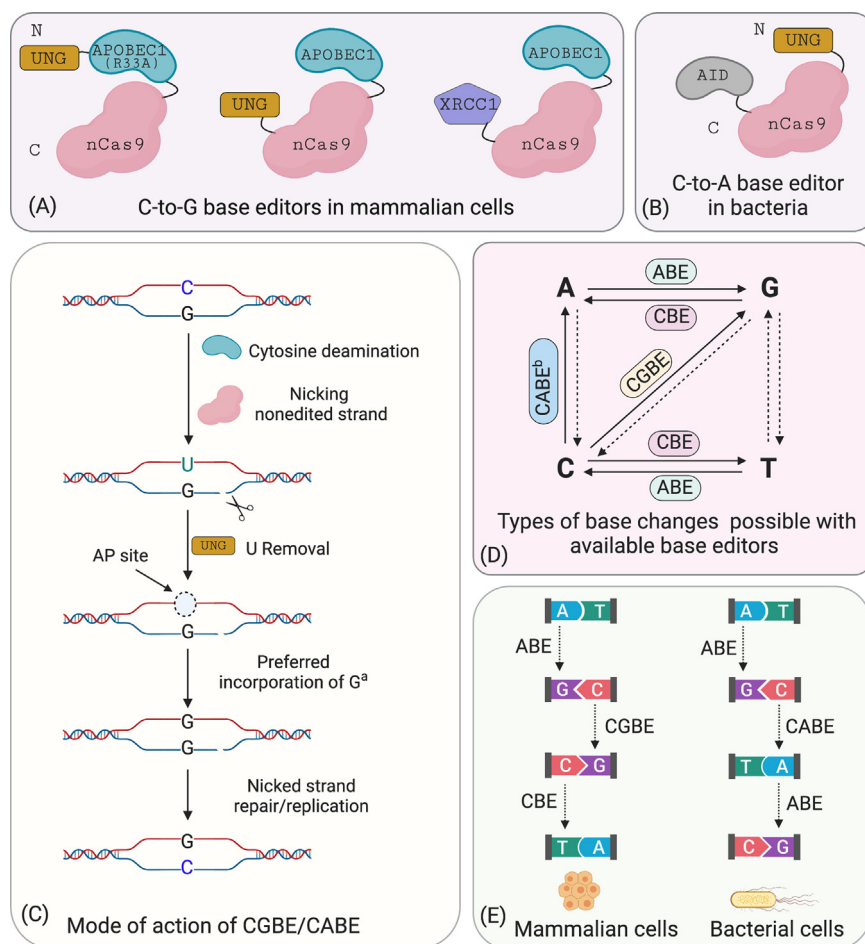 N
UNG
APOBEC1
(R33A)
nCas9
C
APOBEC1
UNG
nCas9
APOBEC1
XRCC1
nCas9
(A)
C-to-G base editors in mammalian cells
N
UNG
AID
C
nCas9
(B)
C-to-A base editor
in bacteria
C
G
Cytosine deamination
Nicking
nonedited strand
U
G
UNG
U Removal
AP site
G
Preferred
incorporation of Gᵃ
G
G
Nicked strand
repair/replication
G
C
(C)
Mode of action of CGBE/CABE
A
ABE
G
CBE
CABEᵇ
CGBE
C
CBE
T
ABE
Types of base changes possible with
available base editors
(D)
A T
ABE
G C
CGBE
C G
CBE
T A
Mammalian cells
A T
ABE
G C
CABE
T A
ABE
C G
Bacterial cells
(E)